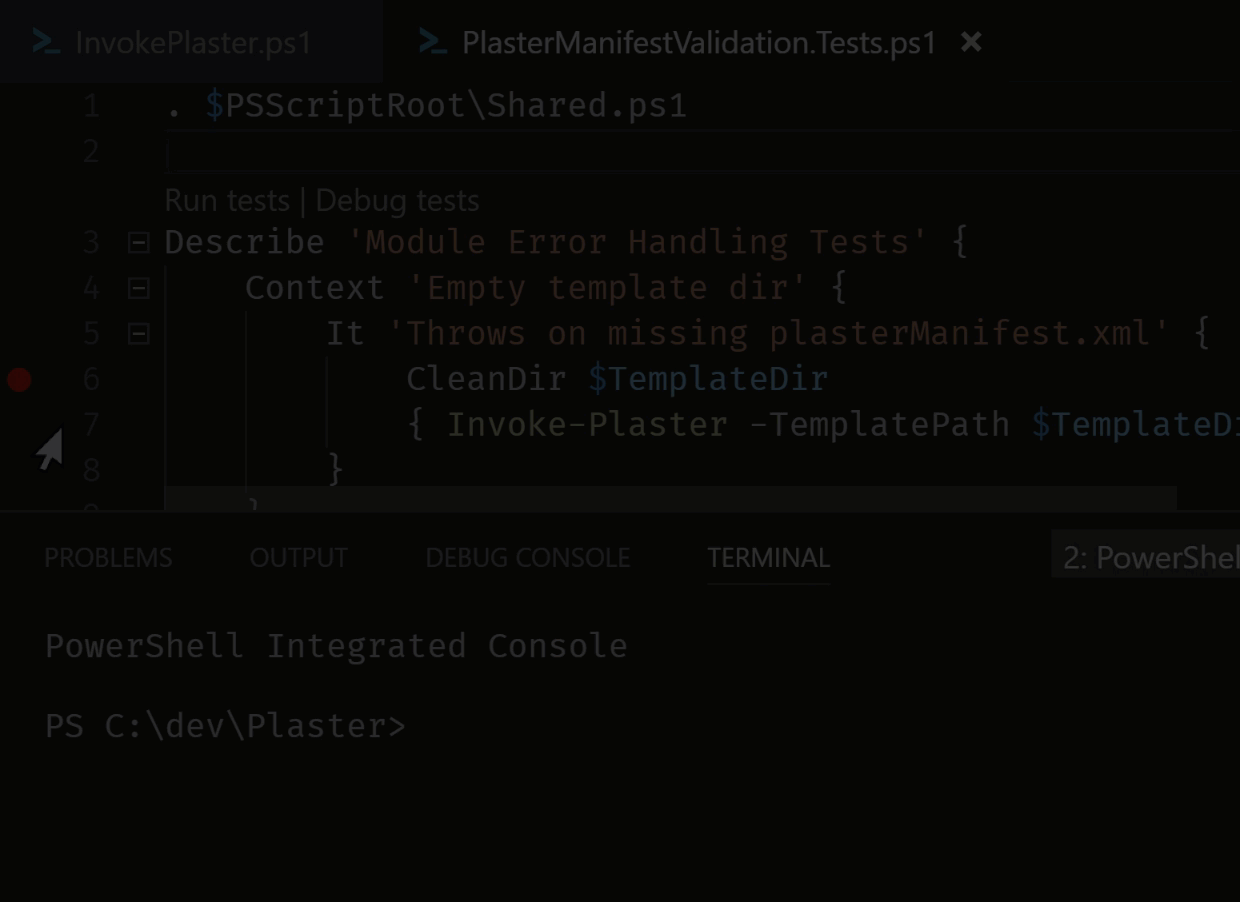 InvokePlaster.ps1 PlasterManifestValidation.Tests.ps1
1 . $PSScriptRoot\Shared.ps1
2
Run tests | Debug tests
3 Describe 'Module Error Handling Tests' {
4 Context 'Empty template dir' {
5 It 'Throws on missing plasterManifest.xml' {
6 CleanDir $TemplateDir
7 { Invoke-Plaster -TemplatePath $TemplateDi
8 }
9 }
PROBLEMS OUTPUT DEBUG CONSOLE TERMINAL 2: PowerShel
PowerShell Integrated Console
PS C:\dev\Plaster>